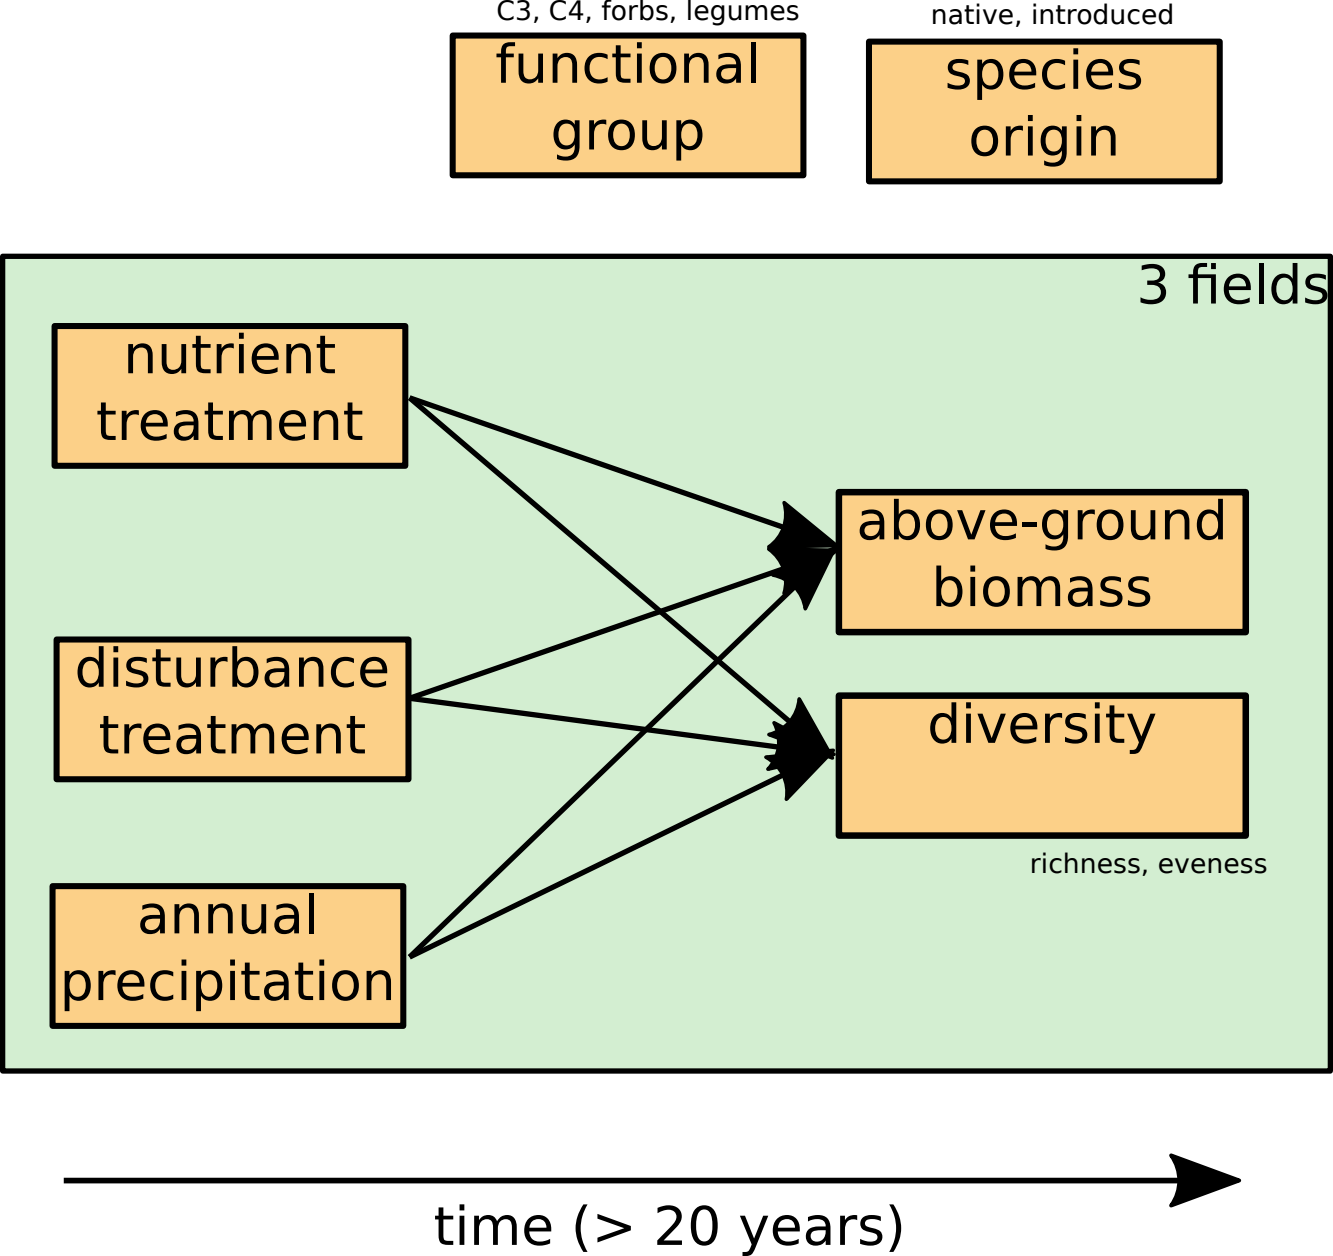 C3, C4, forbs, legumes
functional
group
native, introduced
species
origin
3 fields
nutrient
treatment
above-ground
biomass
disturbance
treatment
diversity
richness, eveness
annual
precipitation
time (> 20 years)